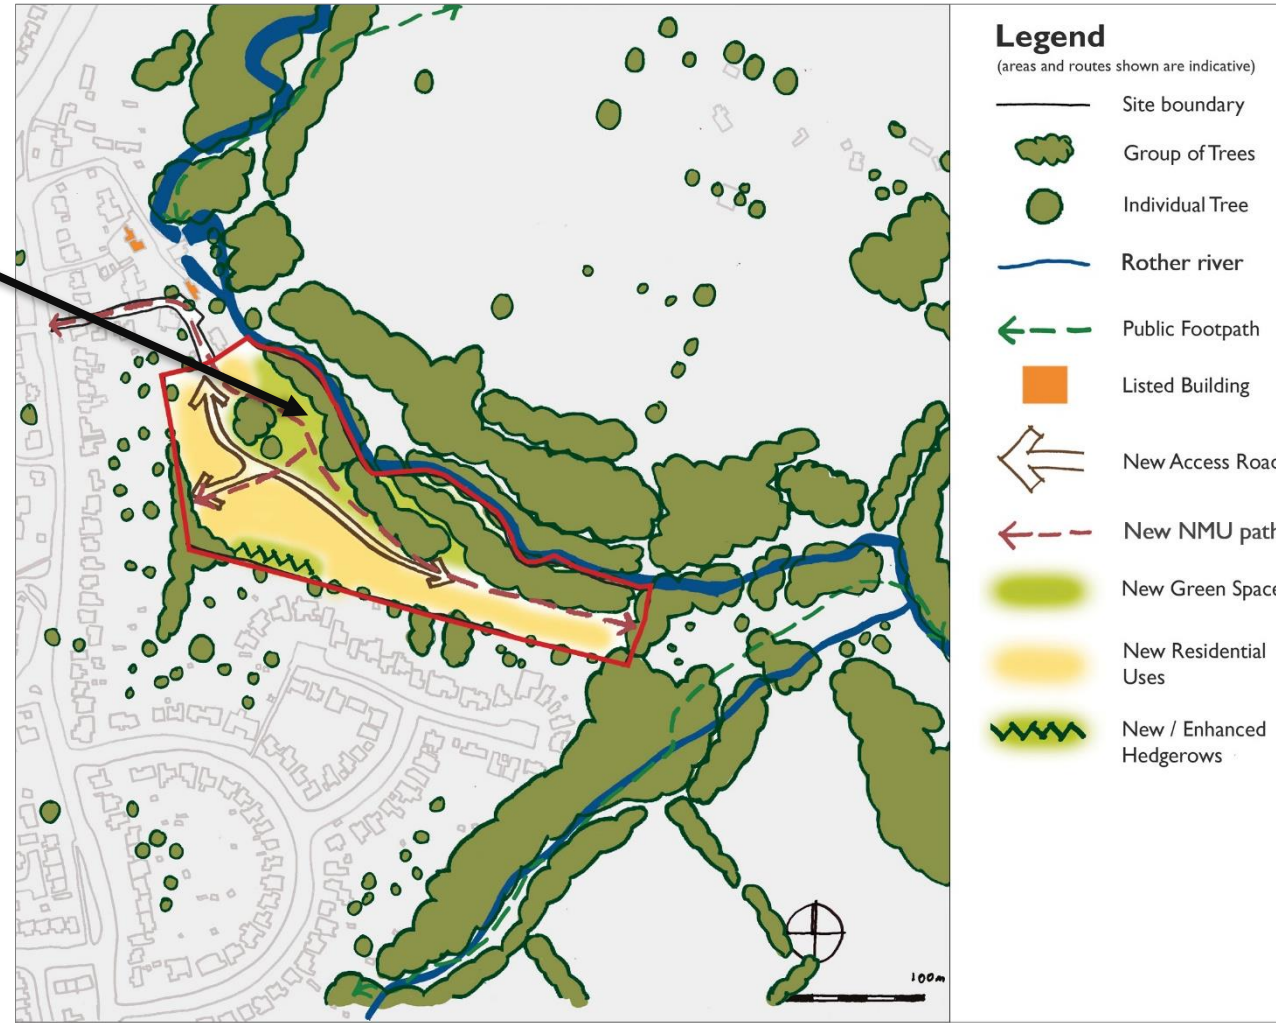 Legend
(areas and routes shown are indicative)
Site boundary
Group of Trees
Individual Tree
Rother river
Public Footpath
Listed Building
New Access Road
New NMU path
New Green Space
New Residential
Uses
New / Enhanced
Hedgerows
100m